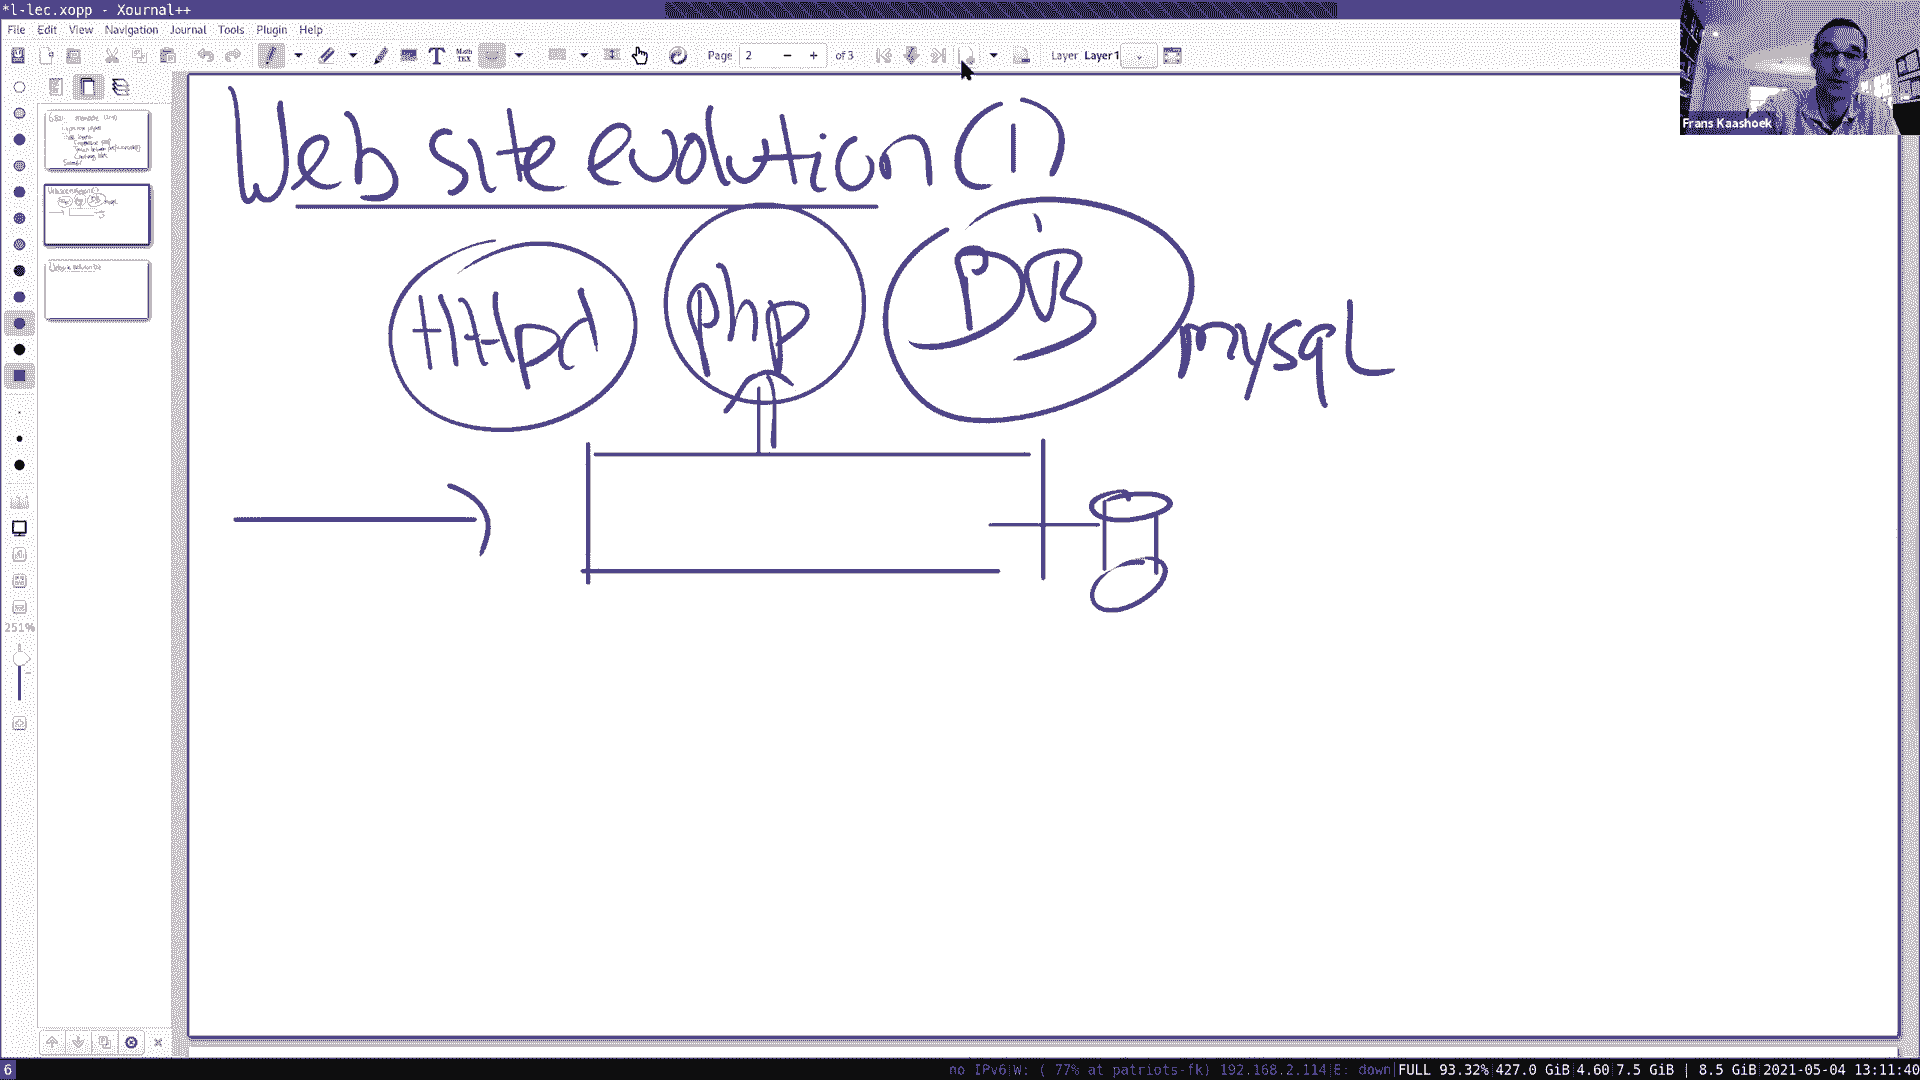 *l-lec.xopp - Xournal++
File Edit View Navigation Journal Tools Plugin Help
Page 2 − + of 3 Layer Layer 1
Frans Kaashoek
Web site evolution (1)
Httpd php DB mysql
251%
6 no IPv6 W: ( 77% at patriots-fk) 192.168.2.114 E: down FULL 93.32% 427.0 GiB 4.60 7.5 GiB | 8.5 GiB 2021-05-04 13:11:40